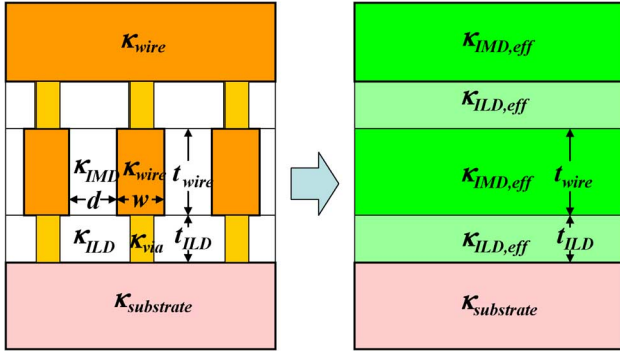 κwire
κIMD κwire twire
d w
κILD κvia tILD
κsubstrate
κIMD,eff
κILD,eff
κIMD,eff twire
κILD,eff tILD
κsubstrate